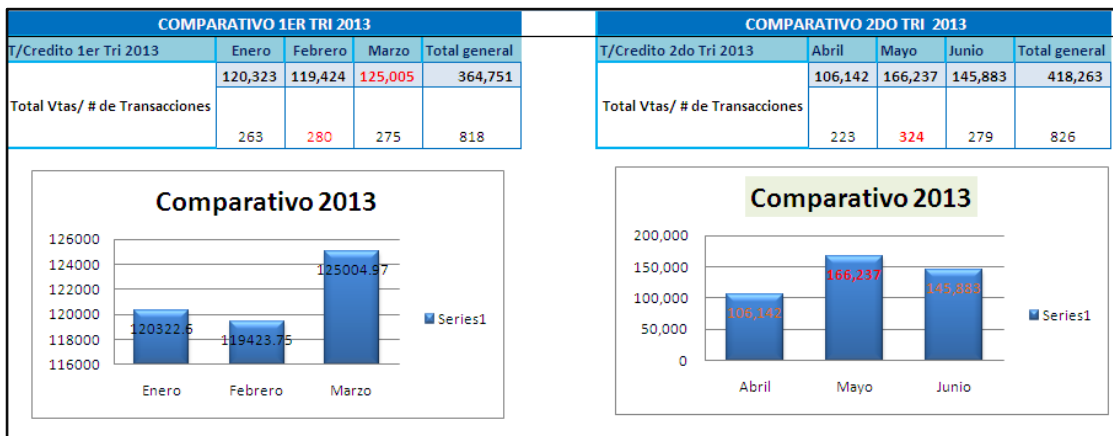 COMPARATIVO 1ER TRI 2013
T/Credito 1er Tri 2013 Enero Febrero Marzo Total general
120,323 119,424 125,005 364,751
Total Vtas/ # de Transacciones
263 280 275 818
Comparativo 2013
126000
124000
122000
120000
118000
116000
125004.97
120322.6
119423.75
Enero Febrero Marzo
Series1
COMPARATIVO 2DO TRI 2013
T/Credito 2do Tri 2013 Abril Mayo Junio Total general
106,142 166,237 145,883 418,263
Total Vtas/ # de Transacciones
223 324 279 826
Comparativo 2013
200,000
150,000
100,000
50,000
0
166,237
145,883
106,142
Abril Mayo Junio
Series1